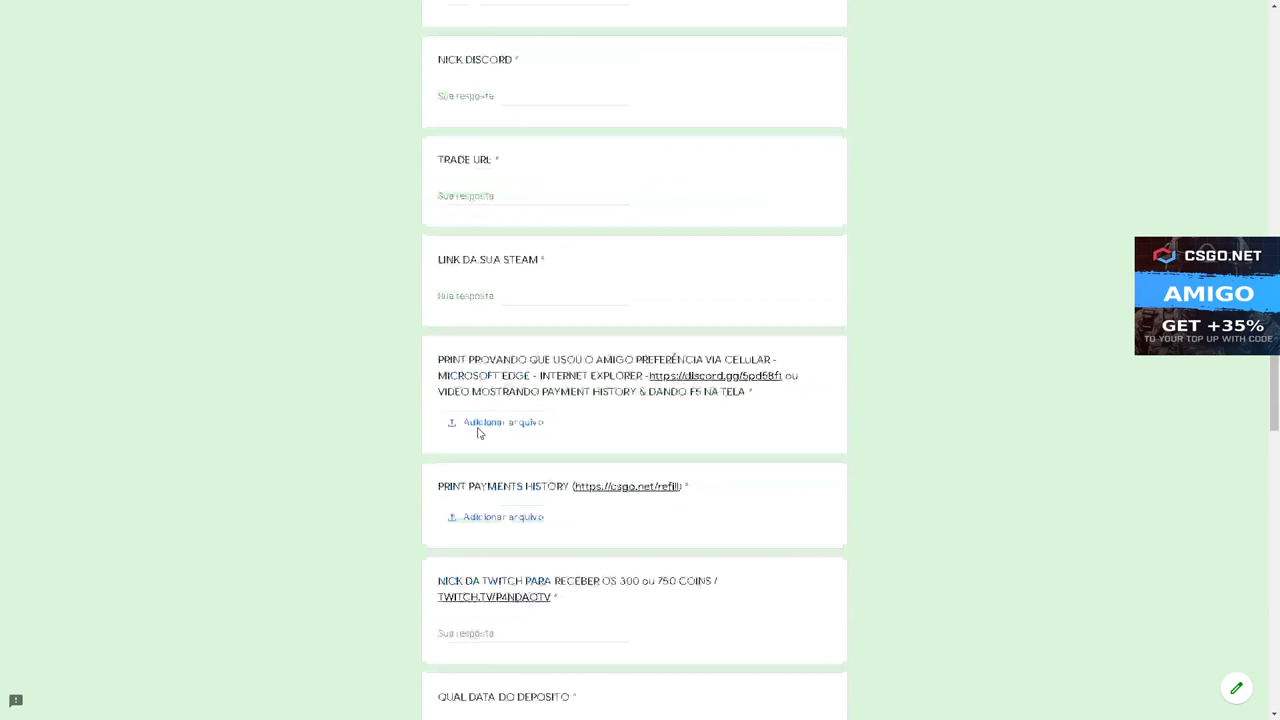 NICK DISCORD *
Sua resposta
TRADE URL *
Sua resposta
LINK DA SUA STEAM *
Sua resposta
PRINT PROVANDO QUE USOU O AMIGO PREFERÊNCIA VIA CELULAR -
MICROSOFT EDGE - INTERNET EXPLORER -
ou
VIDEO MOSTRANDO PAYMENT HISTORY & DANDO F5 NA TELA *
Adicionar arquivo
PRINT PAYMENTS HISTORY (https://csgo.net/refill) *
Adicionar arquivo
NICK DA TWITCH PARA RECEBER OS 300 ou 750 COINS /
TWITCH.TV/P4NDAOTV *
Sua resposta
QUAL DATA DO DEPOSITO *
CSGO.NET
AMIGO
GET +35%
TO YOUR TOP UP WITH CODE